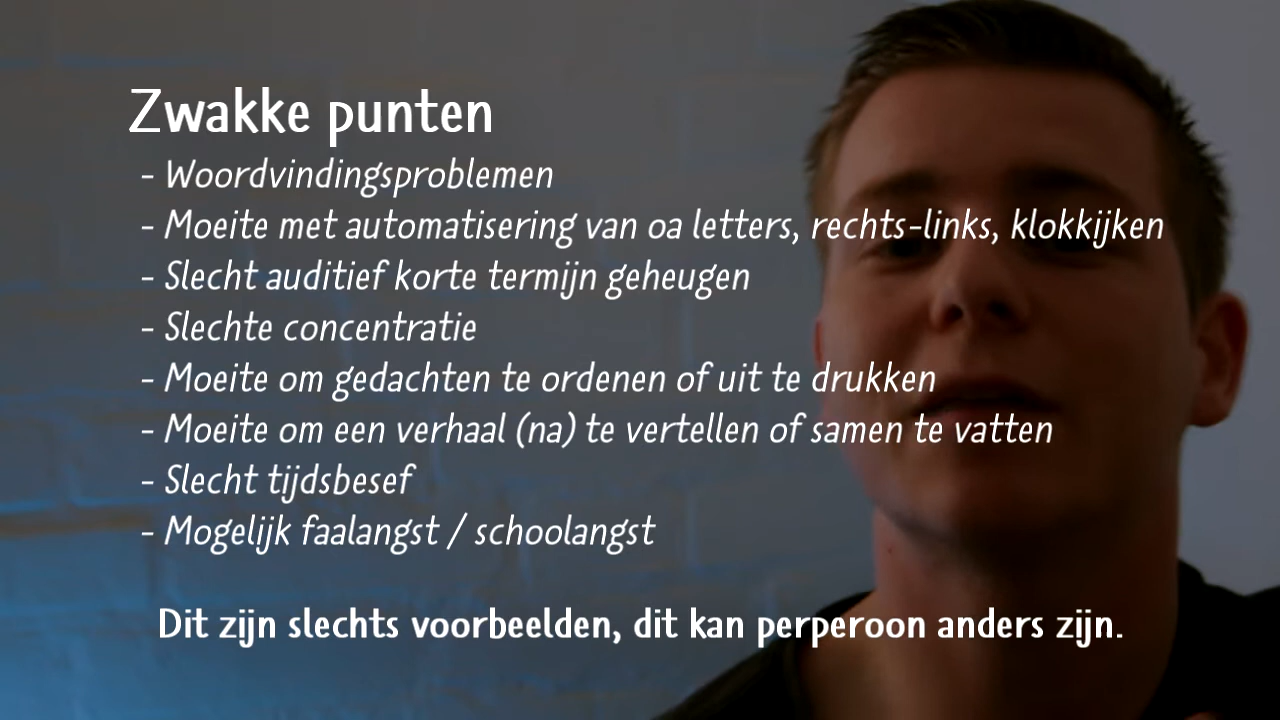 Zwakke punten
- Woordvindingsproblemen
- Moeite met automatisering van oa letters, rechts-links, klokkijken
- Slecht auditief korte termijn geheugen
- Slechte concentratie
- Moeite om gedachten te ordenen of uit te drukken
- Moeite om een verhaal (na) te vertellen of samen te vatten
- Slecht tijdsbesef
- Mogelijk faalangst / schoolangst
Dit zijn slechts voorbeelden, dit kan perperoon anders zijn.